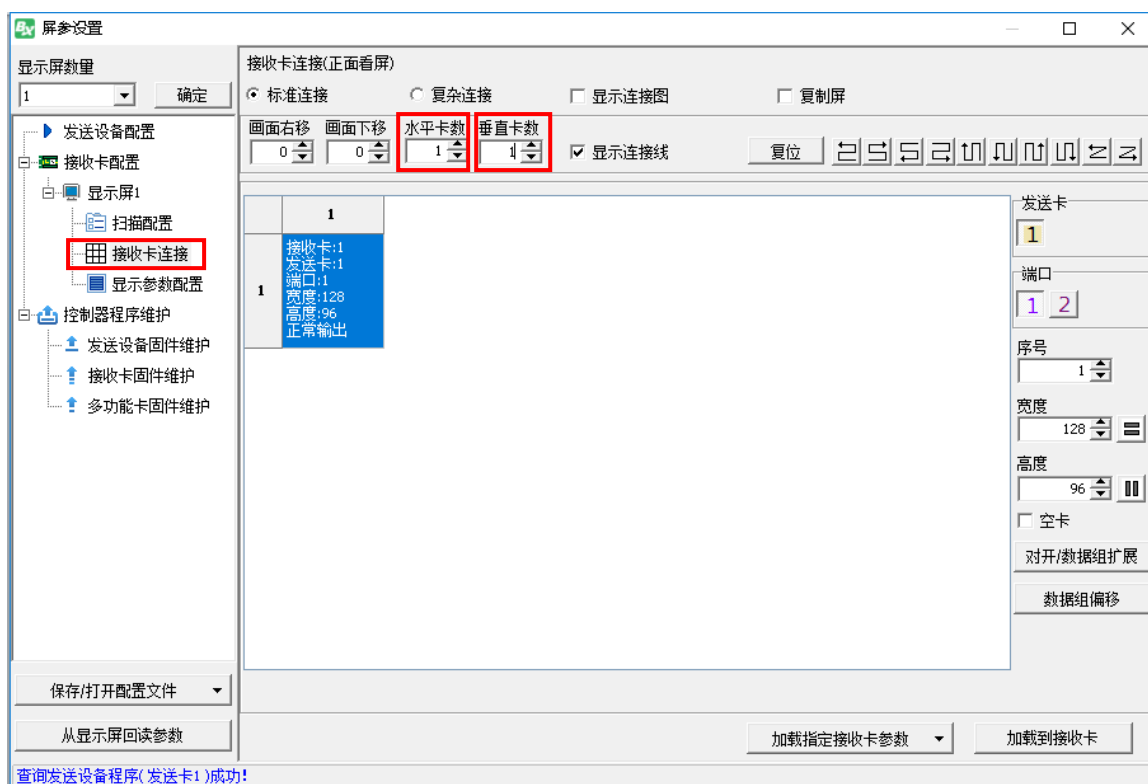 BX 屏参设置
显示屏数量
1
确定
发送设备配置
接收卡配置
显示屏1
扫描配置
接收卡连接
显示参数配置
控制器程序维护
发送设备固件维护
接收卡固件维护
多功能卡固件维护
保存/打开配置文件
从显示屏回读参数
接收卡连接(正面看屏)
标准连接 复杂连接 显示连接图 复制屏
画面右移 画面下移 水平卡数 垂直卡数
0 0 1 1 显示连接线 复位
1
1
接收卡:1
发送卡:1
端口:1
宽度:128
高度:96
正常输出
发送卡
1
端口
1 2
序号
1
宽度
128
高度
96
空卡
对开/数据组扩展
数据组偏移
加载指定接收卡参数 加载到接收卡
查询发送设备程序(发送卡1)成功!